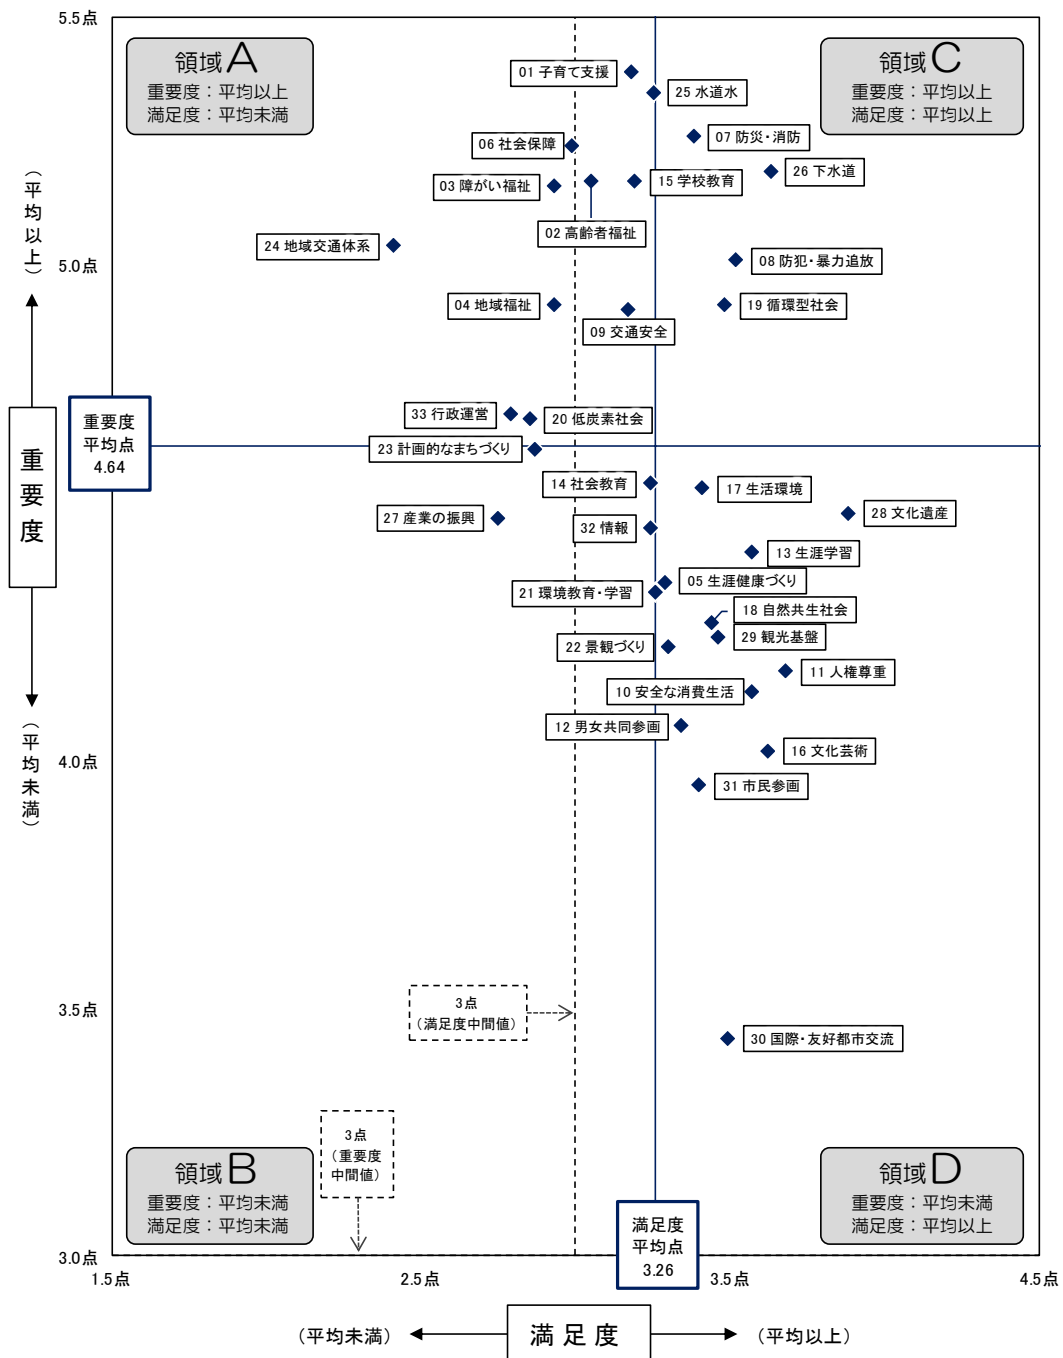 5.5点
領域A
重要度：平均以上
満足度：平均未満
領域C
重要度：平均以上
満足度：平均以上
01 子育て支援
25 水道水
07 防災・消防
06 社会保障
26 下水道
03 障がい福祉
15 学校教育
02 高齢者福祉
24 地域交通体系
（平均以上）
5.0点
08 防犯・暴力追放
04 地域福祉
19 循環型社会
09 交通安全
33 行政運営
20 低炭素社会
重要度
平均点
4.64
23 計画的なまちづくり
重要度
14 社会教育
17 生活環境
27 産業の振興
28 文化遺産
32 情報
13 生涯学習
05 生涯健康づくり
21 環境教育・学習
18 自然共生社会
29 観光基盤
22 景観づくり
11 人権尊重
10 安全な消費生活
12 男女共同参画
（平均未満）
4.0点
16 文化芸術
31 市民参画
3.5点
3点
（満足度中間値）
30 国際・友好都市交流
3点
（重要度
中間値）
領域B
重要度：平均未満
満足度：平均未満
領域D
重要度：平均未満
満足度：平均以上
満足度
平均点
3.26
3.0点
1.5点
2.5点
3.5点
4.5点
（平均未満）
満足度
（平均以上）